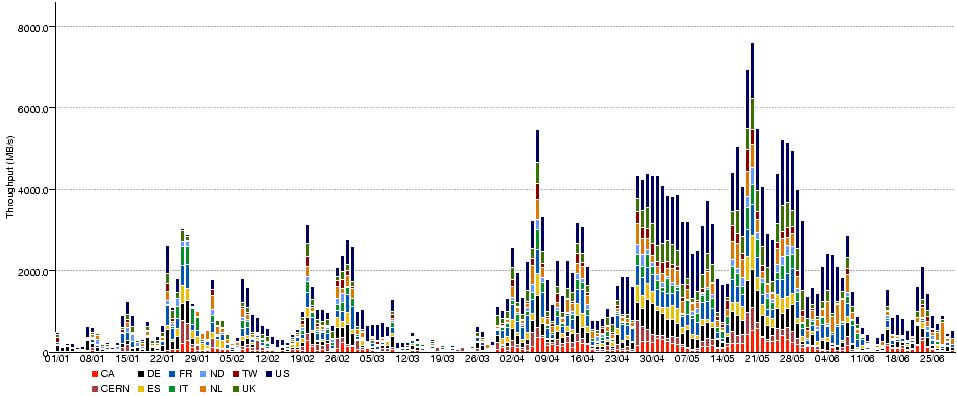 8000.0
6000.0
4000.0
2000.0
0
Throughput (MB/s)
01/01 08/01 15/01 22/01 29/01 05/02 12/02 19/02 26/02 05/03 12/03 19/03 26/03 02/04 09/04 16/04 23/04 30/04 07/05 14/05 21/05 28/05 04/06 11/06 18/06 25/06
CA DE FR ND TW US
CERN ES IT NL UK